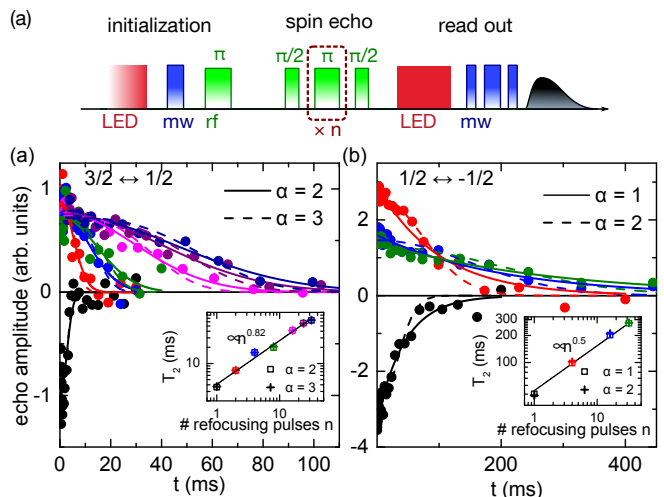 (a)
initialization
spin echo
read out
π
π/2
π
π/2
LED
mw
rf
× n
LED
mw
(a)
3/2 ↔ 1/2
α = 2
α = 3
echo amplitude (arb. units)
1
0
-1
0 20 40 60 80 100
t (ms)
∝n^0.82
T₂ (ms)
10
1 10
α = 2
α = 3
# refocusing pulses n
(b)
1/2 ↔ -1/2
α = 1
α = 2
4
2
0
-2
-4
0 200 400
t (ms)
∝n^0.5
T₂ (ms)
300
200
100
1 10
α = 1
α = 2
# refocusing pulses n